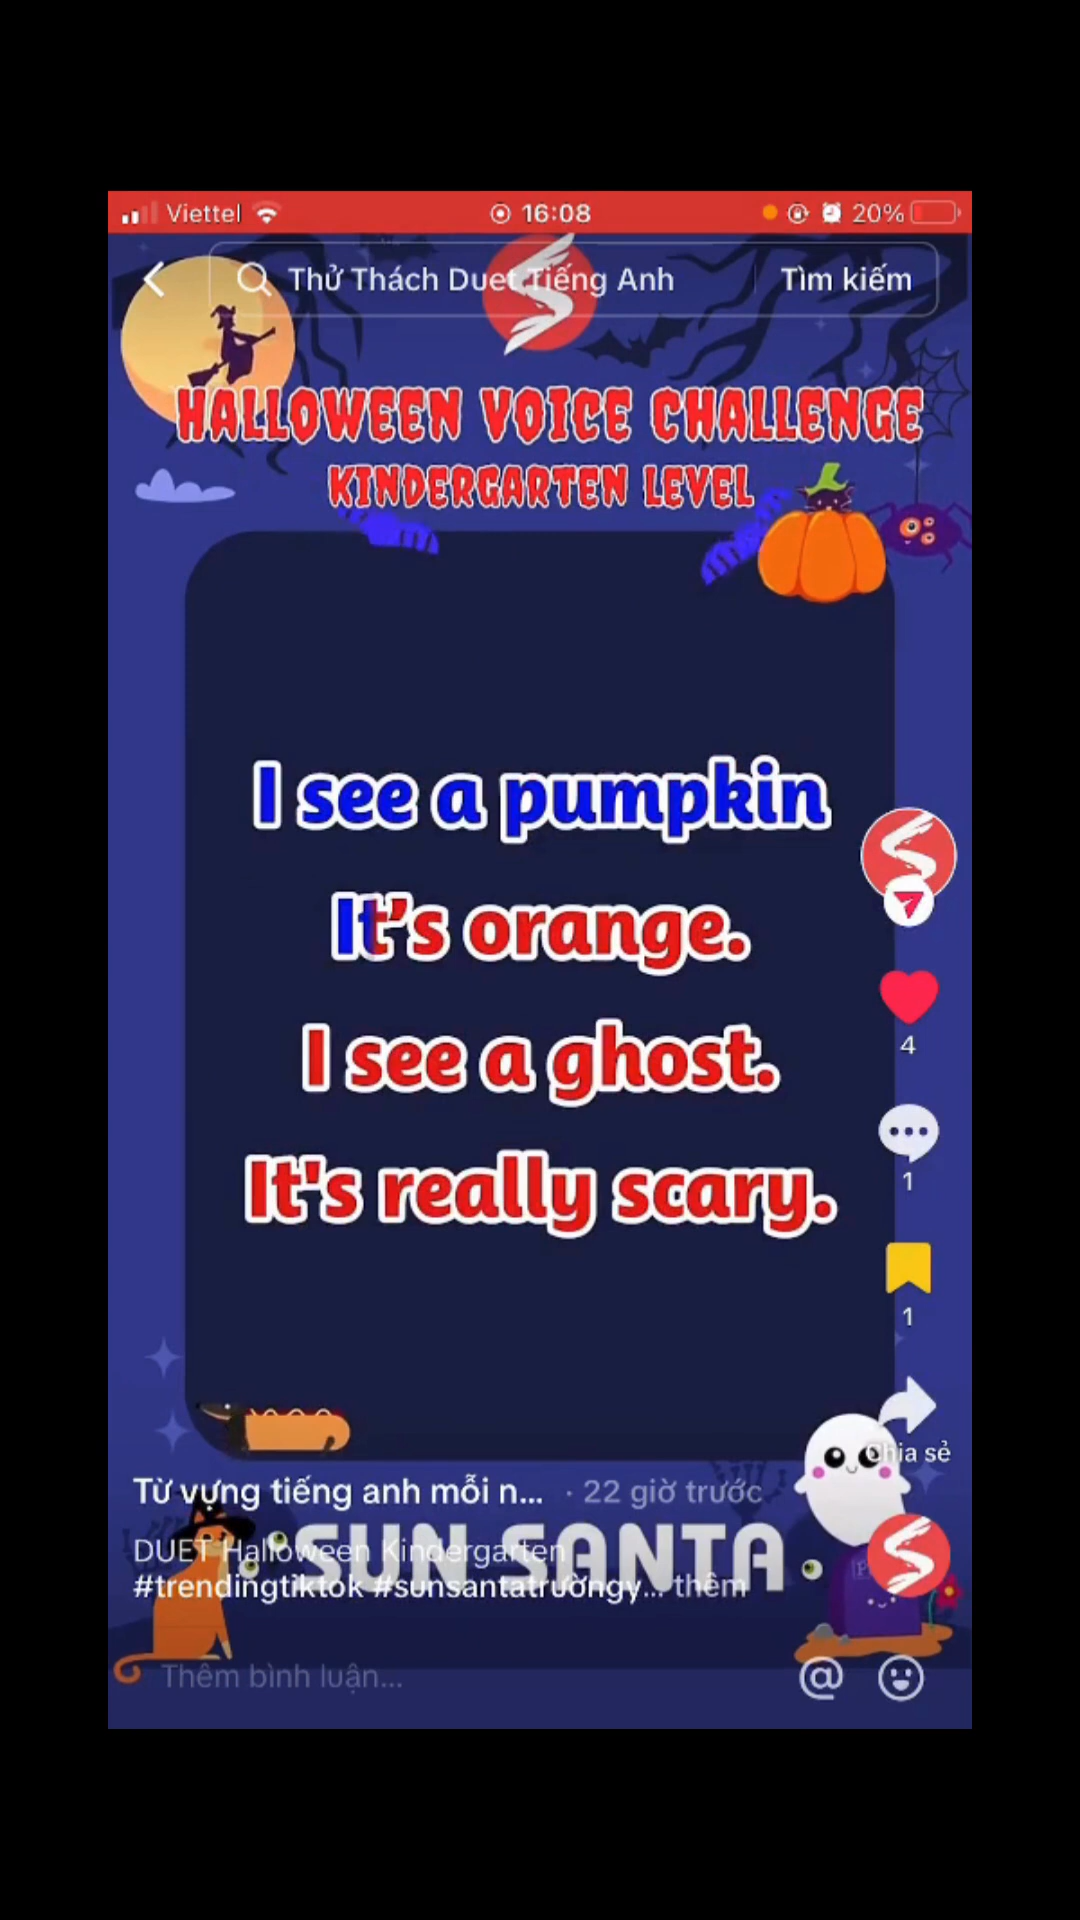 Viettel 16:08 20%
Thử Thách Duet Tiếng Anh Tìm kiếm
HALLOWEEN VOICE CHALLENGE
KINDERGARTEN LEVEL
I see a pumpkin
It’s orange.
I see a ghost.
It's really scary.
4
1
1
Chia sẻ
Từ vựng tiếng anh mỗi n... · 22 giờ trước
SUN SANTA
DUET Halloween Kindergarten
#trendingtiktok #sunsantatrườngy... thêm
Thêm bình luận...
@